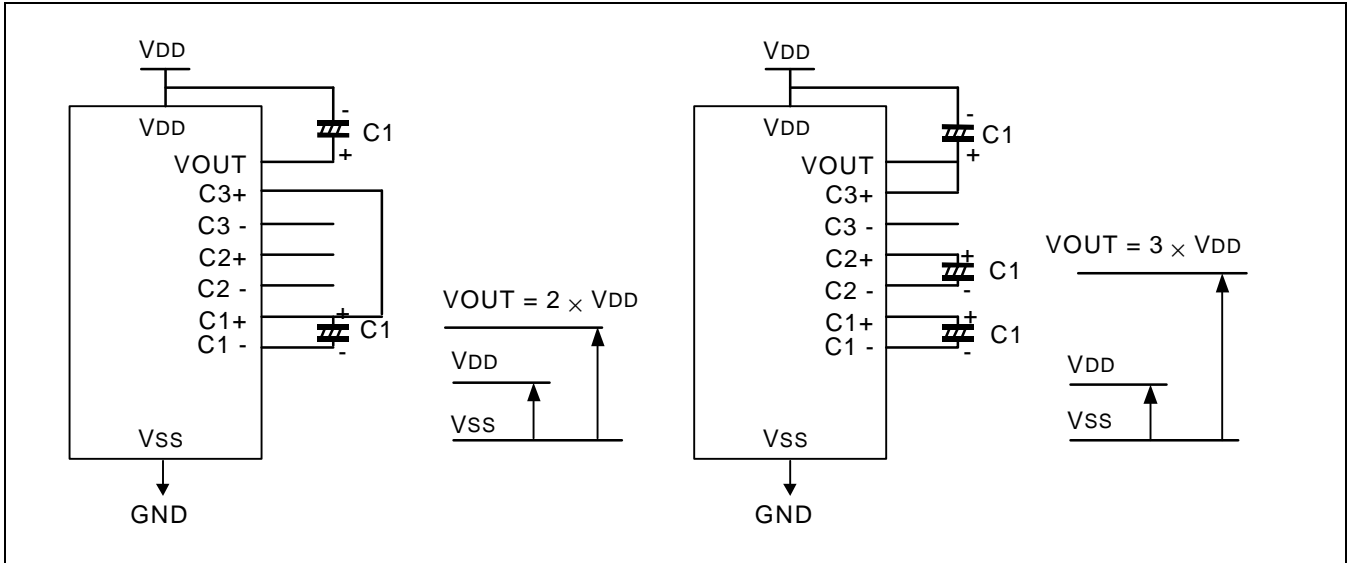 VDD
VDD
-
C1
+
VOUT
C3+
C3 -
C2+
C2 -
C1+
C1 -
+
C1
-
VSS
GND
VOUT = 2 × VDD
VDD
VSS
VDD
VDD
-
C1
+
VOUT
C3+
C3 -
C2+
C2 -
+
C1
-
C1+
C1 -
+
C1
-
VSS
GND
VOUT = 3 × VDD
VDD
VSS